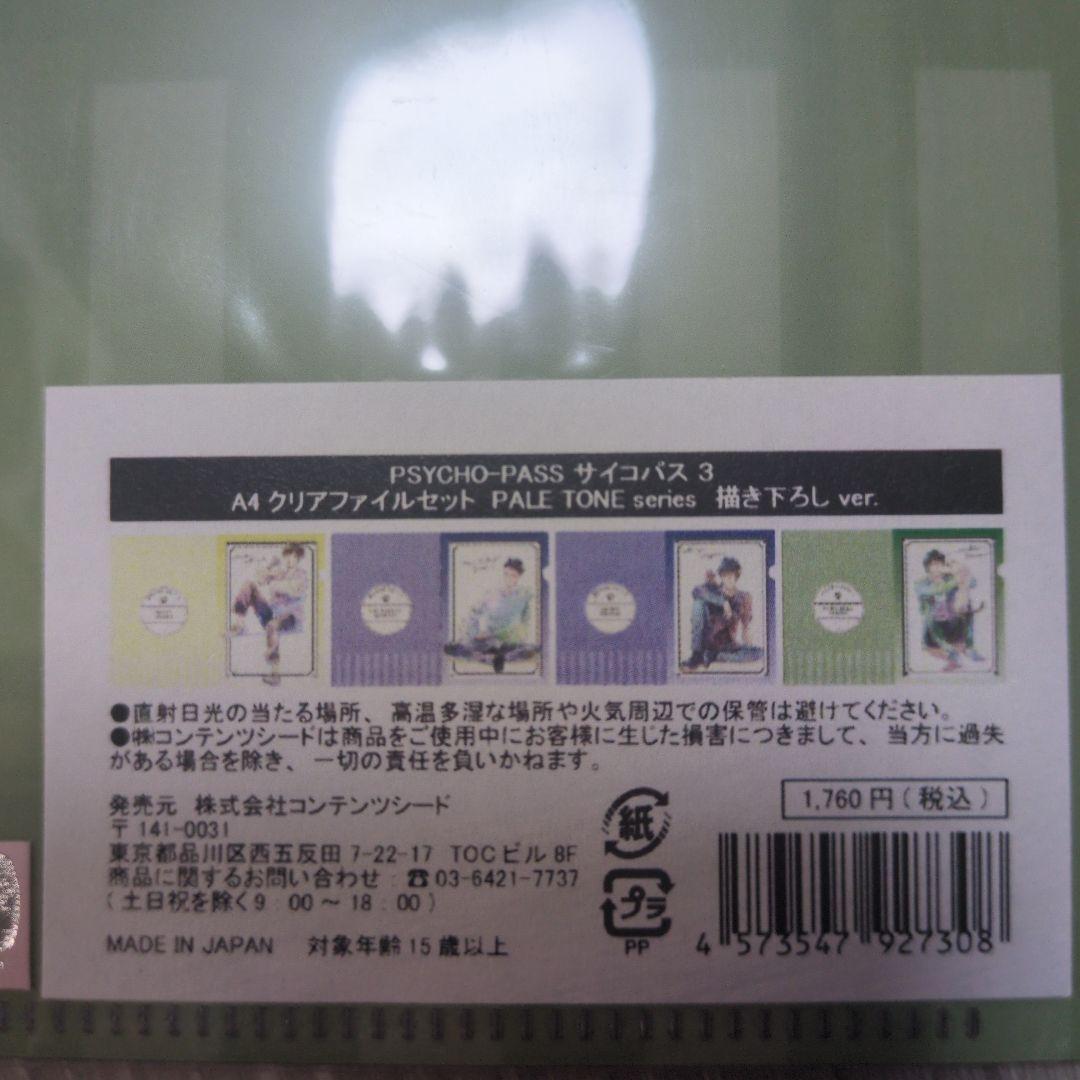 PSYCHO-PASS サイコパス 3
A4 クリアファイルセット PALE TONE series 描き下ろし ver.
●直射日光の当たる場所、高温多湿な場所や火気周辺での保管は避けてください。
●㈱コンテンツシードは商品をご使用中にお客様に生じた損害につきまして、当方に過失
がある場合を除き、一切の責任を負いかねます。
発売元 株式会社コンテンツシード
〒141-0031
東京都品川区西五反田 7-22-17 TOCビル 8F
商品に関するお問い合わせ:☎03-6421-7737
(土日祝を除く9:00～18:00)
MADE IN JAPAN 対象年齢15歳以上
紙
プラ
PP
1,760円(税込)
4 573547 927308